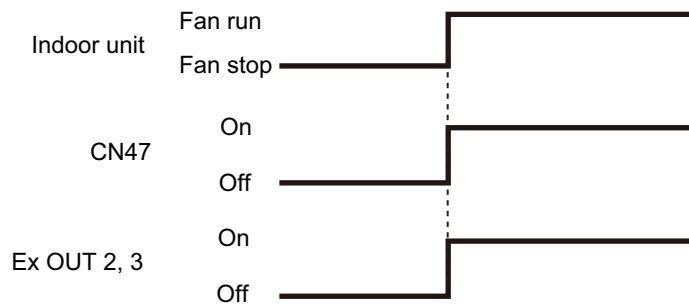 Fan run
Indoor unit
Fan stop
On
CN47
Off
On
Ex OUT 2, 3
Off